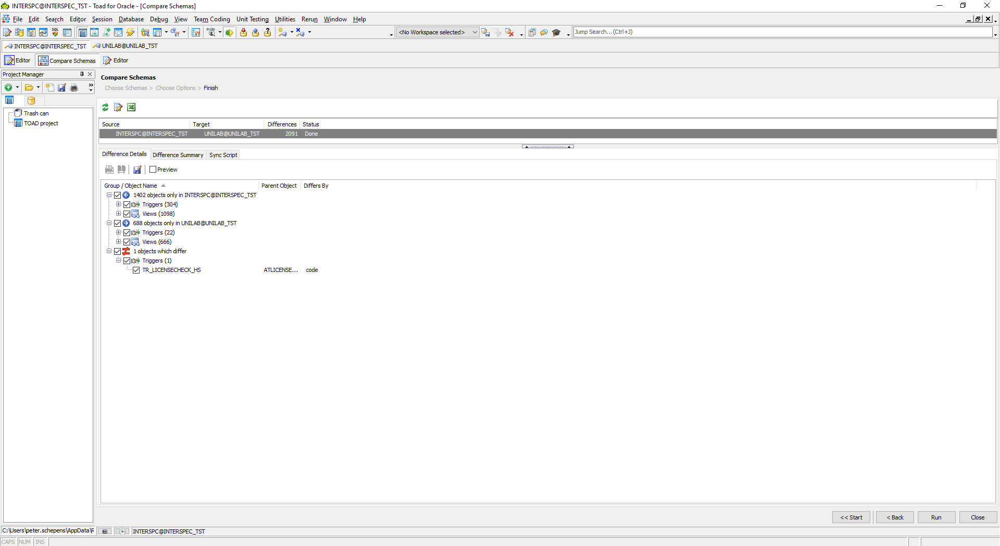 INTERSPC@INTERSPEC_TST - Toad for Oracle - [Compare Schemas]
File Edit Search Editor Session Database Debug View Team Coding Unit Testing Utilities Rerun Window Help
SQL
BLSQL
<No Workspace selected>
Jump Search...(Ctrl+J)
INTERSPC@INTERSPEC_TST UNILAB@UNILAB_TST
Editor Compare Schemas Editor
Project Manager
Trash can
TOAD project
Compare Schemas
Choose Schemas > Choose Options > Finish
Source Target Differences Status
INTERSPC@INTERSPEC_TST UNILAB@UNILAB_TST 2091 Done
Difference Details Difference Summary Sync Script
Preview
Group / Object Name Parent Object Differs By
1402 objects only in INTERSPC@INTERSPEC_TST
Triggers (304)
Views (1098)
688 objects only in UNILAB@UNILAB_TST
Triggers (22)
Views (666)
1 objects which differ
Triggers (1)
TR_LICENSECHECK_HS ATLICENSE... code
<< Start < Back Run Close
C:\Users\peter.schepens\AppData\R
INTERSPC@INTERSPEC_TST
CAPS NUM INS